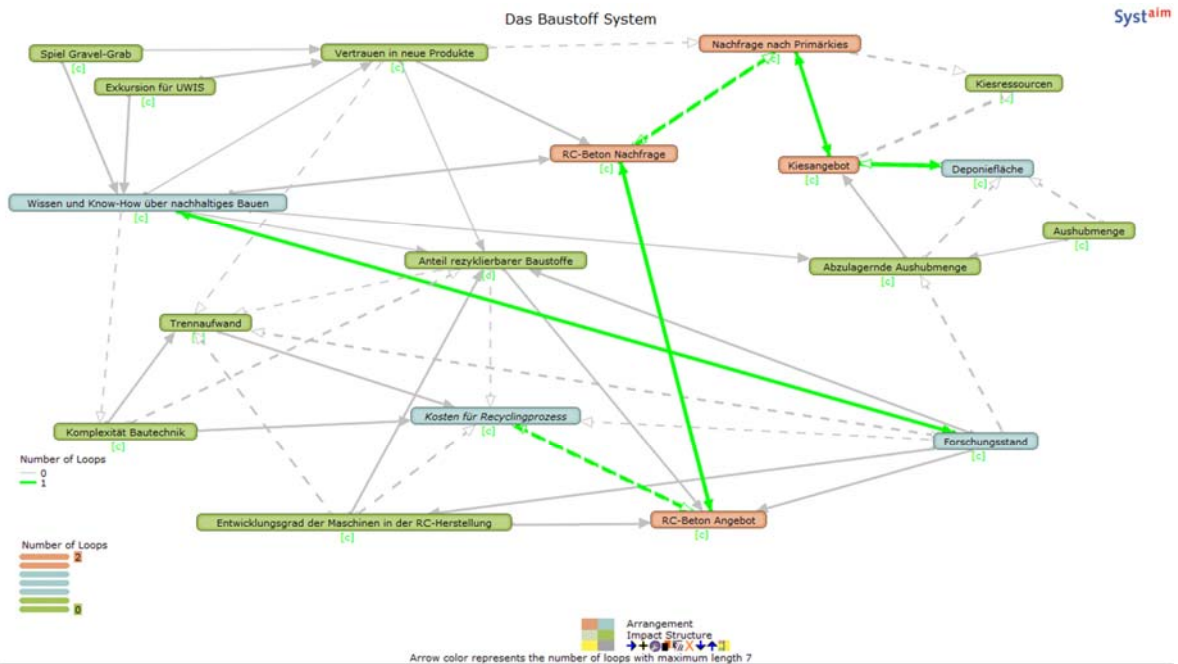 Das Baustoff System
Systaim
Spiel Gravel-Grab
[c]
Vertrauen in neue Produkte
[c]
Nachfrage nach Primärkies
[c]
Exkursion für UWIS
[c]
Kiesressourcen
RC-Beton Nachfrage
[c]
Kiesangebot
[c]
Deponiefläche
[c]
Wissen und Know-How über nachhaltiges Bauen
[c]
Aushubmenge
[c]
Anteil rezyklierbarer Baustoffe
[d]
Abzulagernde Aushubmenge
[c]
Trennaufwand
Kosten für Recyclingprozess
[c]
Komplexität Bautechnik
[c]
Forschungsstand
[c]
Number of Loops
0
1
Entwicklungsgrad der Maschinen in der RC-Herstellung
[c]
RC-Beton Angebot
[c]
Number of Loops
2
0
Arrangement
Impact Structure
Arrow color represents the number of loops with maximum length 7